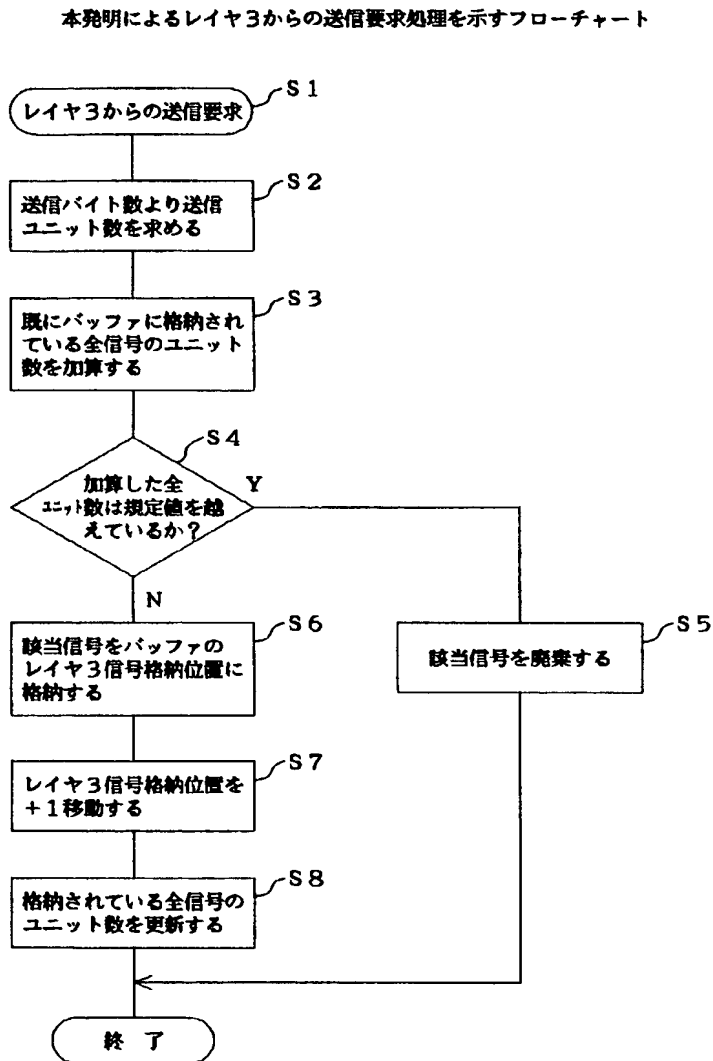 本発明によるレイヤ３からの送信要求処理を示すフローチャート
S1
レイヤ３からの送信要求
S2
送信バイト数より送信
ユニット数を求める
S3
既にバッファに格納され
ている全信号のユニット
数を加算する
S4
加算した全
ユニット数は規定値を越
えているか？
Y
N
S6
該当信号をバッファの
レイヤ３信号格納位置に
格納する
S5
該当信号を廃棄する
S7
レイヤ３信号格納位置を
＋１移動する
S8
格納されている全信号の
ユニット数を更新する
終 了